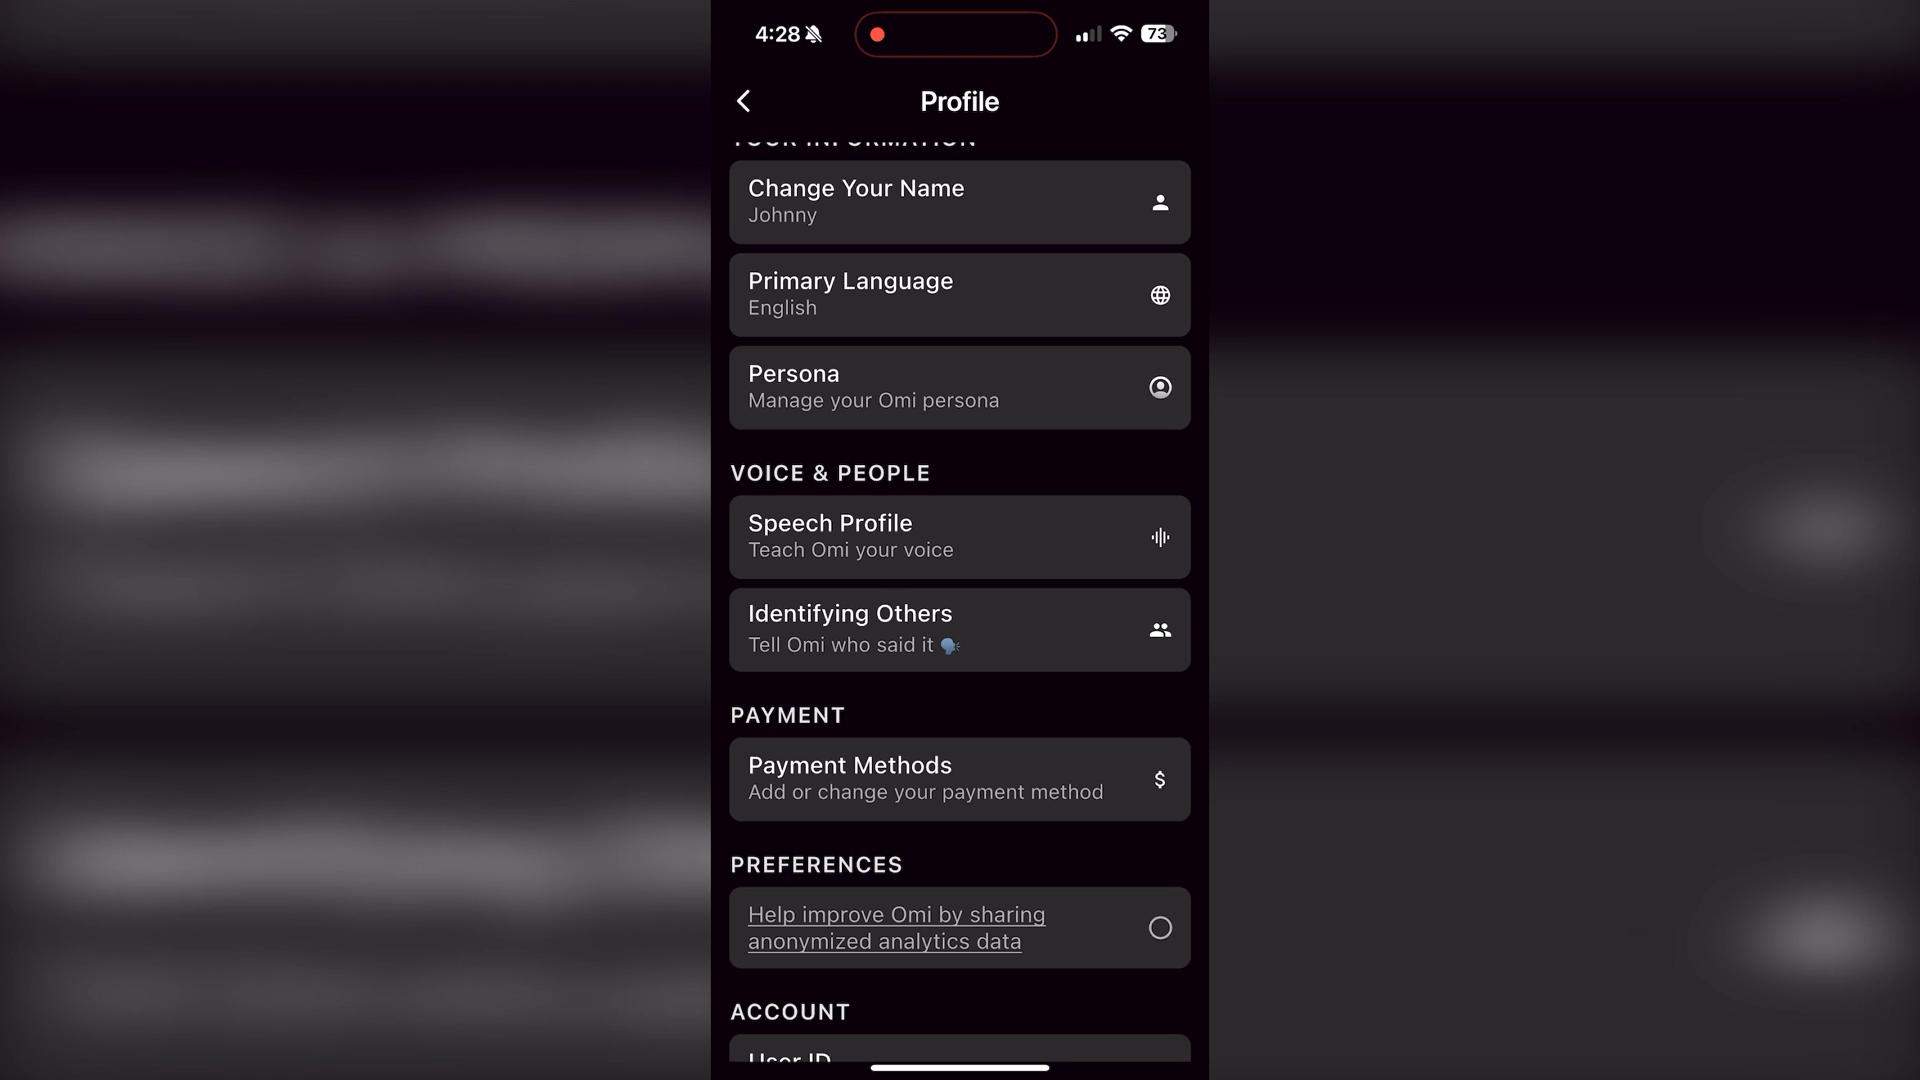 4:28
73
Profile
YOUR INFORMATION
Change Your Name
Johnny
Primary Language
English
Persona
Manage your Omi persona
VOICE & PEOPLE
Speech Profile
Teach Omi your voice
Identifying Others
Tell Omi who said it 🗣️
PAYMENT
Payment Methods
Add or change your payment method
$
PREFERENCES
Help improve Omi by sharing
anonymized analytics data
ACCOUNT
User ID